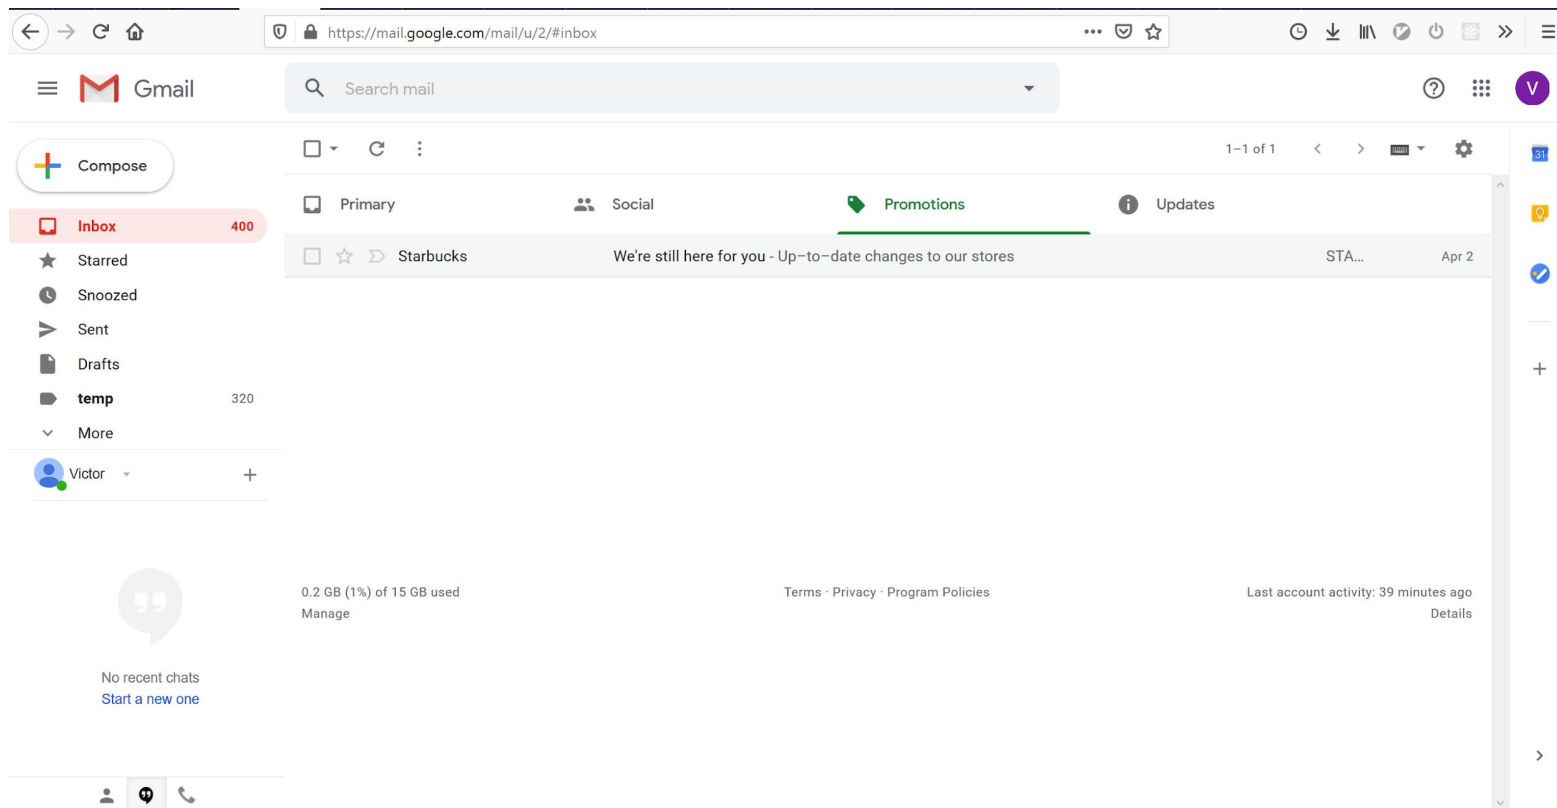 https://mail.google.com/mail/u/2/#inbox
Gmail
Search mail
V
Compose
1–1 of 1
31
Primary
Social
Promotions
Updates
Inbox 400
Starbucks We're still here for you - Up-to-date changes to our stores STA... Apr 2
Starred
Snoozed
Sent
Drafts
temp 320
More
Victor
0.2 GB (1%) of 15 GB used
Manage
Terms · Privacy · Program Policies
Last account activity: 39 minutes ago
Details
No recent chats
Start a new one